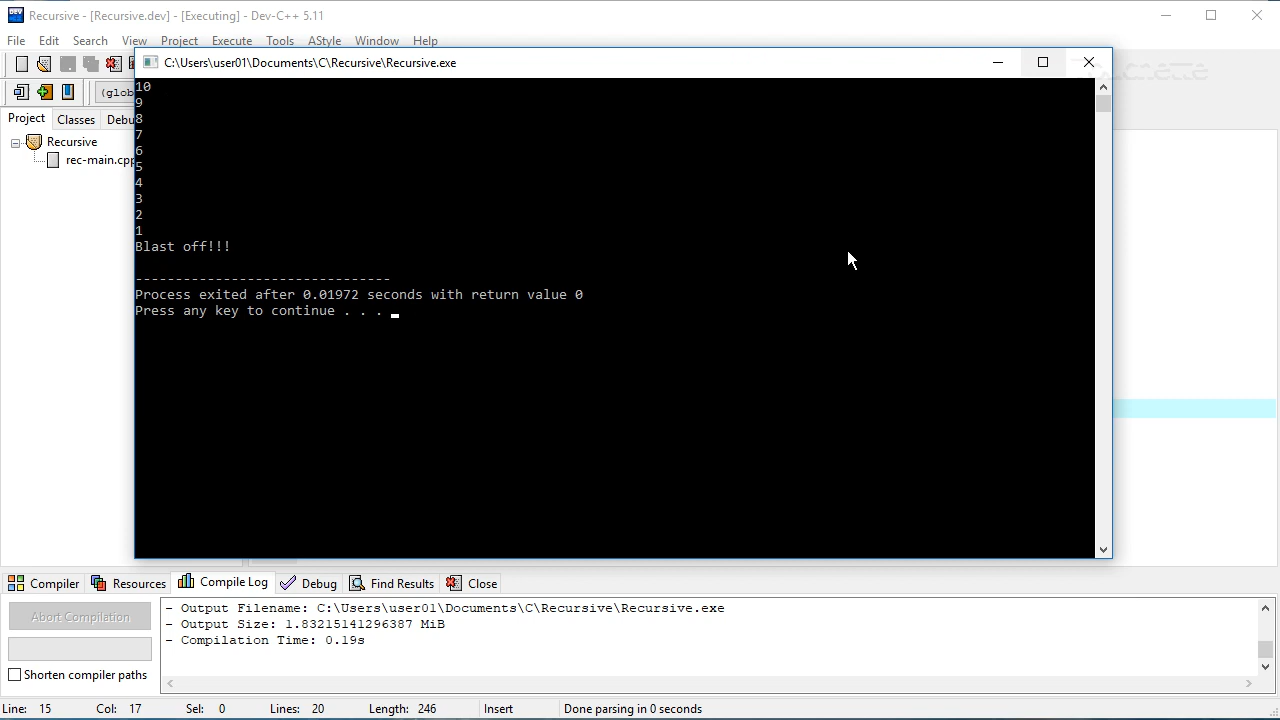 Recursive - [Recursive.dev] - [Executing] - Dev-C++ 5.11
File Edit Search View Project Execute Tools AStyle Window Help
C:\Users\user01\Documents\C\Recursive\Recursive.exe
(glob
Project Classes Debu
Recursive
rec-main.cpp
10
9
8
7
6
5
4
3
2
1
Blast off!!!
--------------------------------
Process exited after 0.01972 seconds with return value 0
Press any key to continue . . .
Compiler Resources Compile Log Debug Find Results Close
Abort Compilation
Shorten compiler paths
- Output Filename: C:\Users\user01\Documents\C\Recursive\Recursive.exe
- Output Size: 1.83215141296387 MiB
- Compilation Time: 0.19s
Line: 15 Col: 17 Sel: 0 Lines: 20 Length: 246 Insert Done parsing in 0 seconds